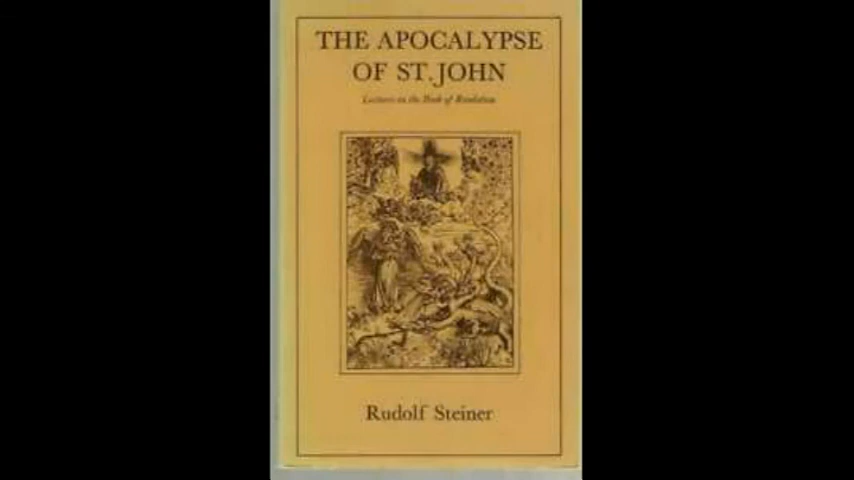 THE APOCALYPSE
OF ST. JOHN
Lectures on the Book of Revelation
Rudolf Steiner